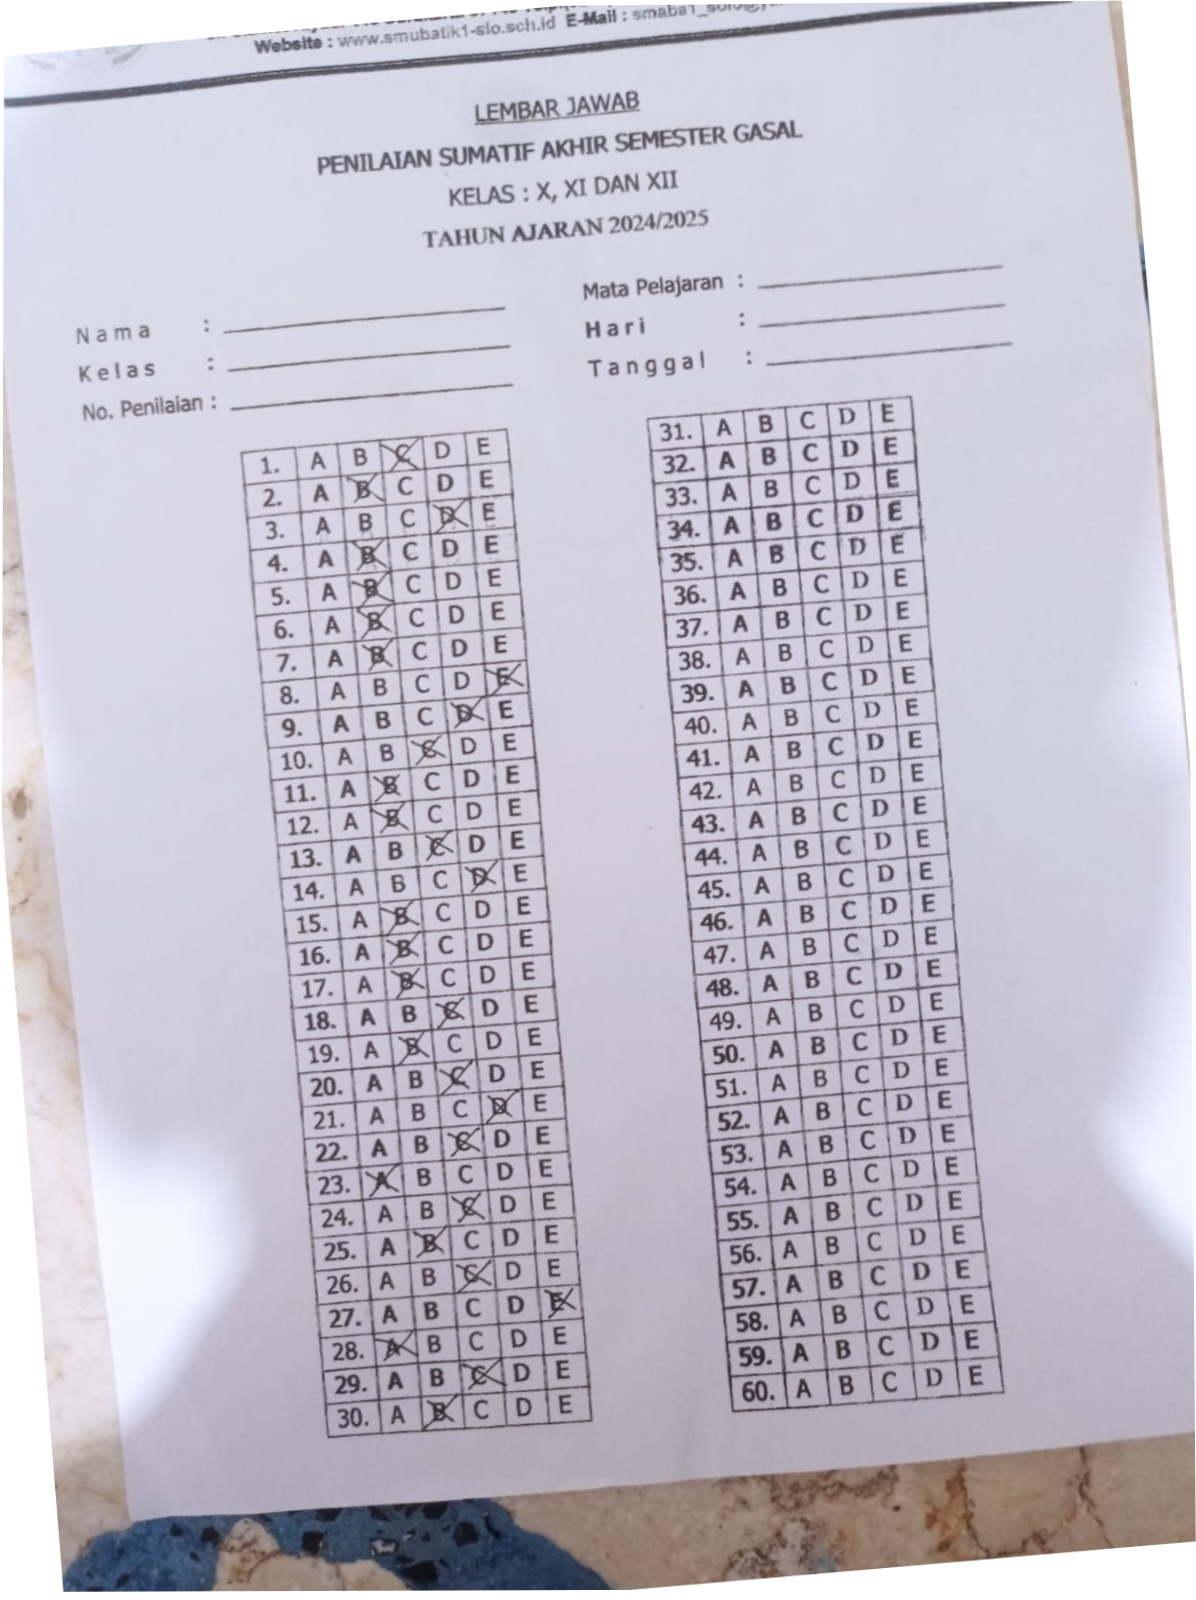 Website : www.smubatik1-slo.sch.id E-Mail :
LEMBAR JAWAB
PENILAIAN SUMATIF AKHIR SEMESTER GASAL
KELAS : X, XI DAN XII
TAHUN AJARAN 2024/2025
Nama :
Kelas :
No. Penilaian :
Mata Pelajaran :
Hari :
Tanggal :
1. A B C D E
2. A B C D E
3. A B C D E
4. A B C D E
5. A B C D E
6. A B C D E
7. A B C D E
8. A B C D E
9. A B C D E
10. A B C D E
11. A B C D E
12. A B C D E
13. A B C D E
14. A B C D E
15. A B C D E
16. A B C D E
17. A B C D E
18. A B C D E
19. A B C D E
20. A B C D E
21. A B C D E
22. A B C D E
23. A B C D E
24. A B C D E
25. A B C D E
26. A B C D E
27. A B C D E
28. A B C D E
29. A B C D E
30. A B C D E
31. A B C D E
32. A B C D E
33. A B C D E
34. A B C D E
35. A B C D E
36. A B C D E
37. A B C D E
38. A B C D E
39. A B C D E
40. A B C D E
41. A B C D E
42. A B C D E
43. A B C D E
44. A B C D E
45. A B C D E
46. A B C D E
47. A B C D E
48. A B C D E
49. A B C D E
50. A B C D E
51. A B C D E
52. A B C D E
53. A B C D E
54. A B C D E
55. A B C D E
56. A B C D E
57. A B C D E
58. A B C D E
59. A B C D E
60. A B C D E